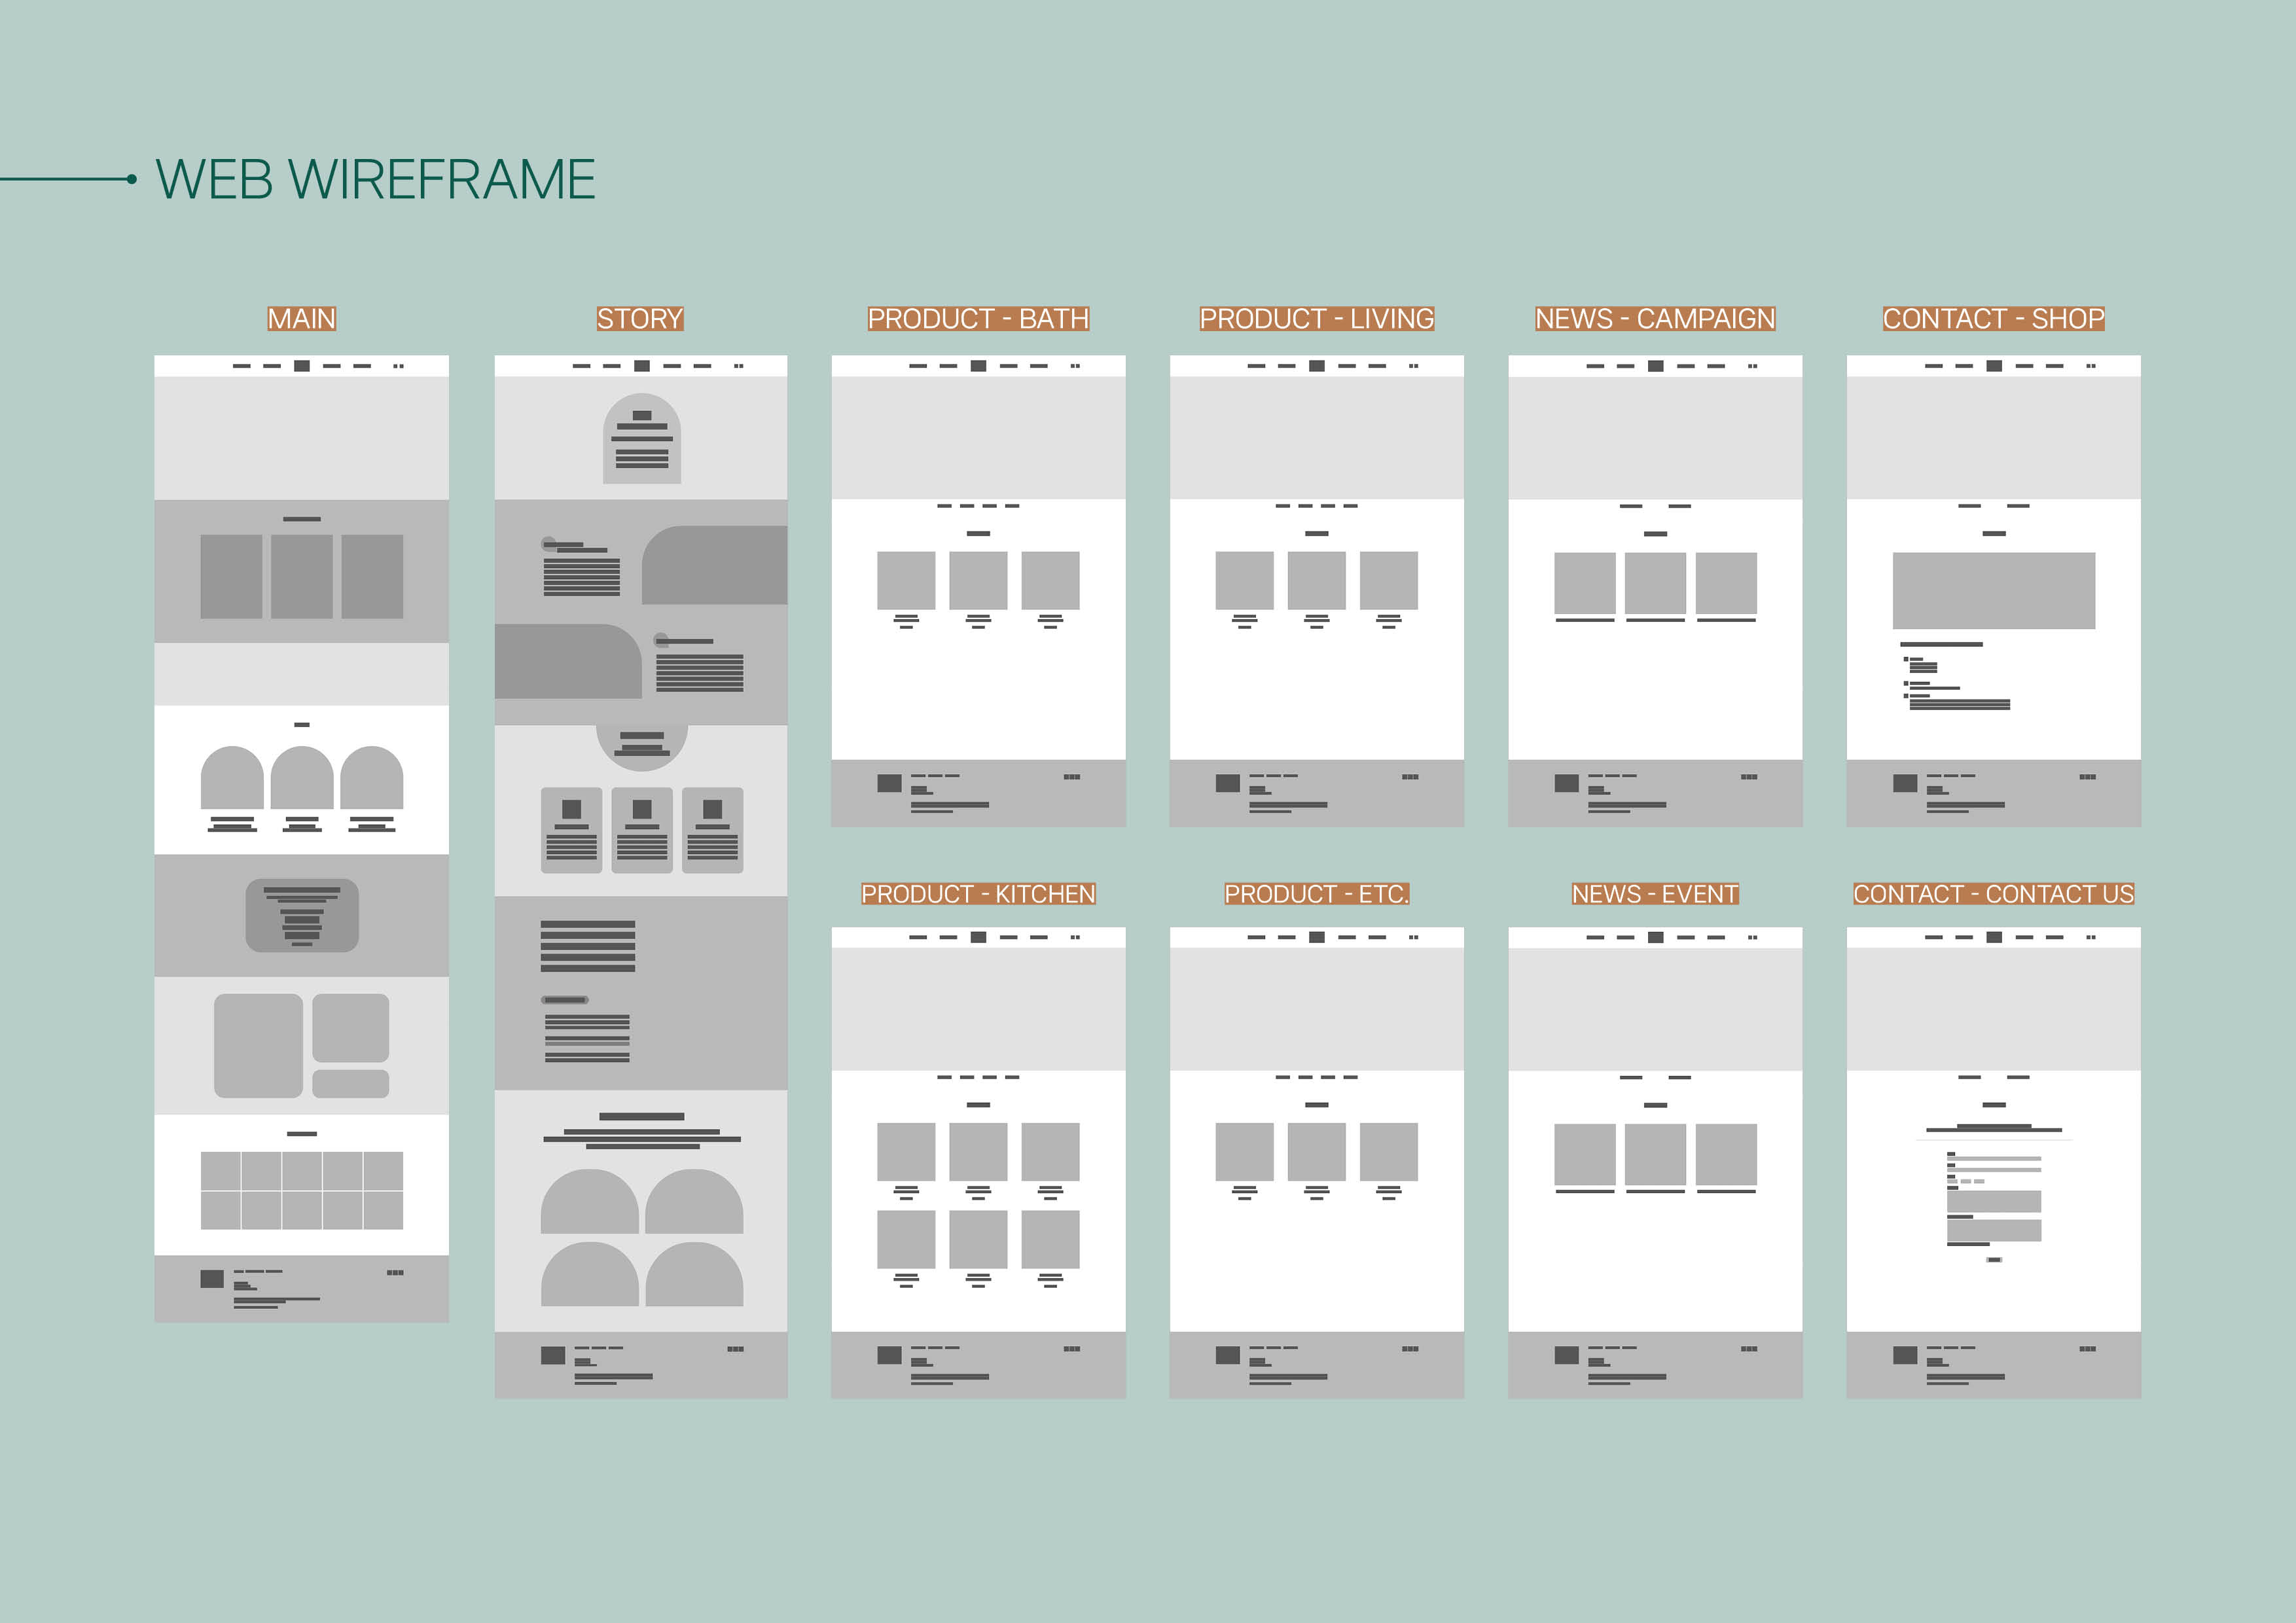 WEB WIREFRAME
MAIN
STORY
PRODUCT - BATH
PRODUCT - LIVING
NEWS - CAMPAIGN
CONTACT - SHOP
PRODUCT - KITCHEN
PRODUCT - ETC.
NEWS - EVENT
CONTACT - CONTACT US